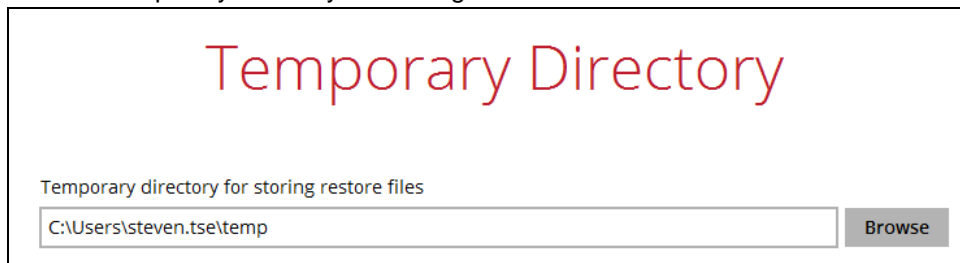 Temporary Directory
Temporary directory for storing restore files
C:\Users\steven.tse\temp
Browse